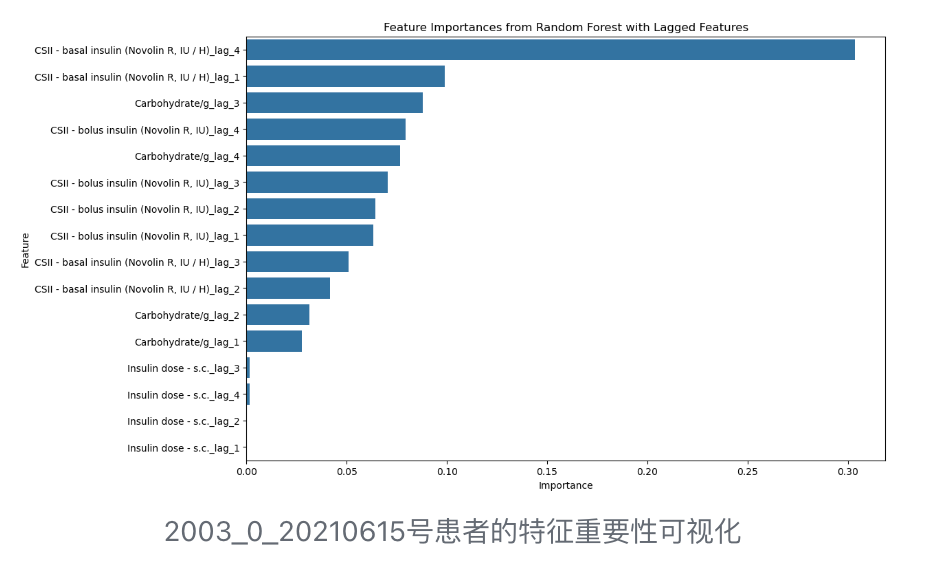 Feature Importances from Random Forest with Lagged Features
CSII - basal insulin (Novolin R, IU / H)_lag_4
CSII - basal insulin (Novolin R, IU / H)_lag_1
Carbohydrate/g_lag_3
CSII - bolus insulin (Novolin R, IU)_lag_4
Carbohydrate/g_lag_4
CSII - bolus insulin (Novolin R, IU)_lag_3
CSII - bolus insulin (Novolin R, IU)_lag_2
CSII - bolus insulin (Novolin R, IU)_lag_1
CSII - basal insulin (Novolin R, IU / H)_lag_3
CSII - basal insulin (Novolin R, IU / H)_lag_2
Carbohydrate/g_lag_2
Carbohydrate/g_lag_1
Insulin dose - s.c._lag_3
Insulin dose - s.c._lag_4
Insulin dose - s.c._lag_2
Insulin dose - s.c._lag_1
Feature
0.00 0.05 0.10 0.15 0.20 0.25 0.30
Importance
2003_0_20210615号患者的特征重要性可视化